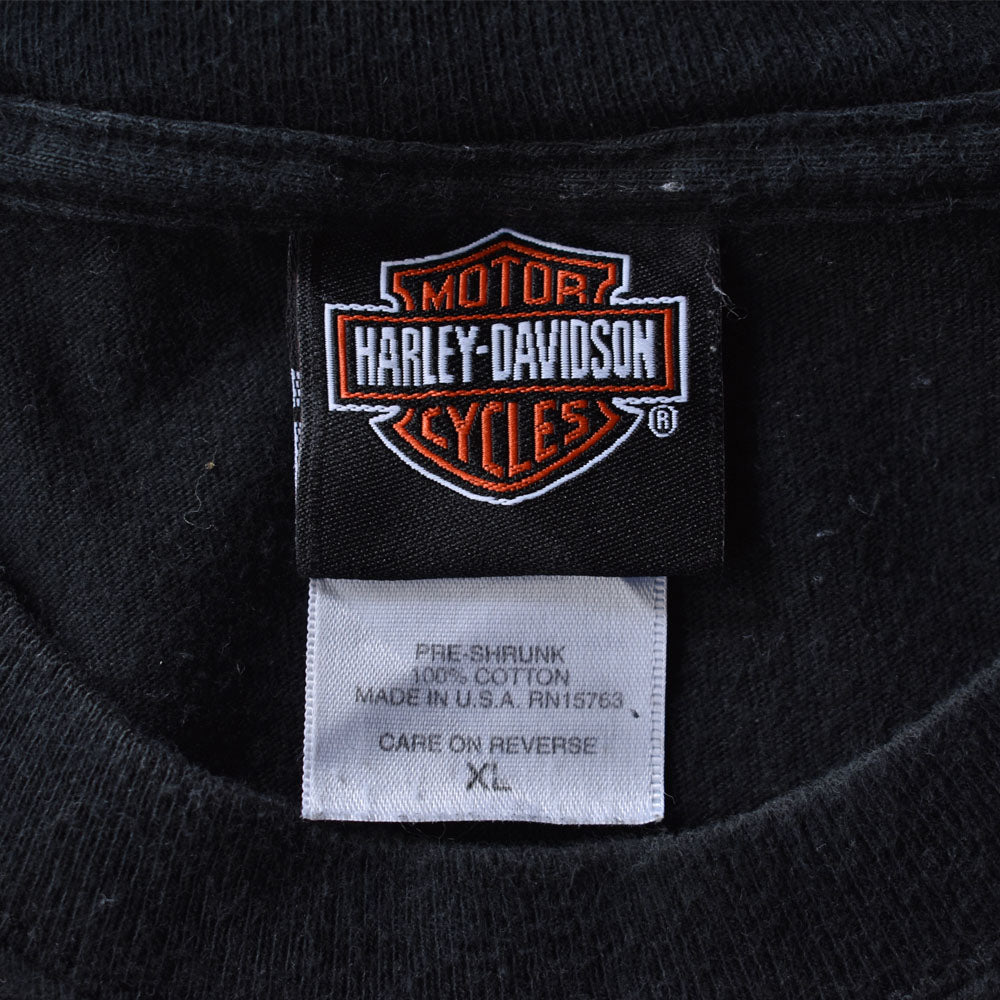 MOTOR
HARLEY-DAVIDSON
CYCLES
®
PRE-SHRUNK
100% COTTON
MADE IN U.S.A. RN15763
CARE ON REVERSE
XL